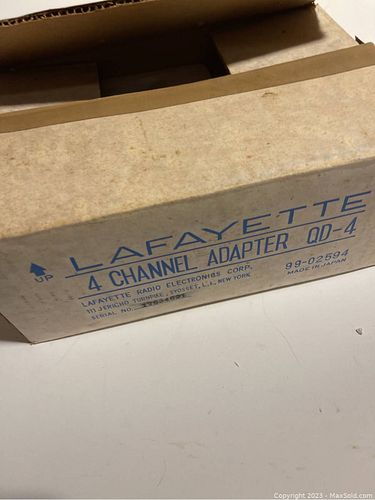 LAFAYETTE
UP
4 CHANNEL ADAPTER QD-4
LAFAYETTE RADIO ELECTRONICS CORP. 99-02594
111 JERICHO TURNPIKE, SYOSSET, L.I., NEW YORK MADE IN JAPAN
SERIAL NO.
Copyright 2023 - MaxSold.com